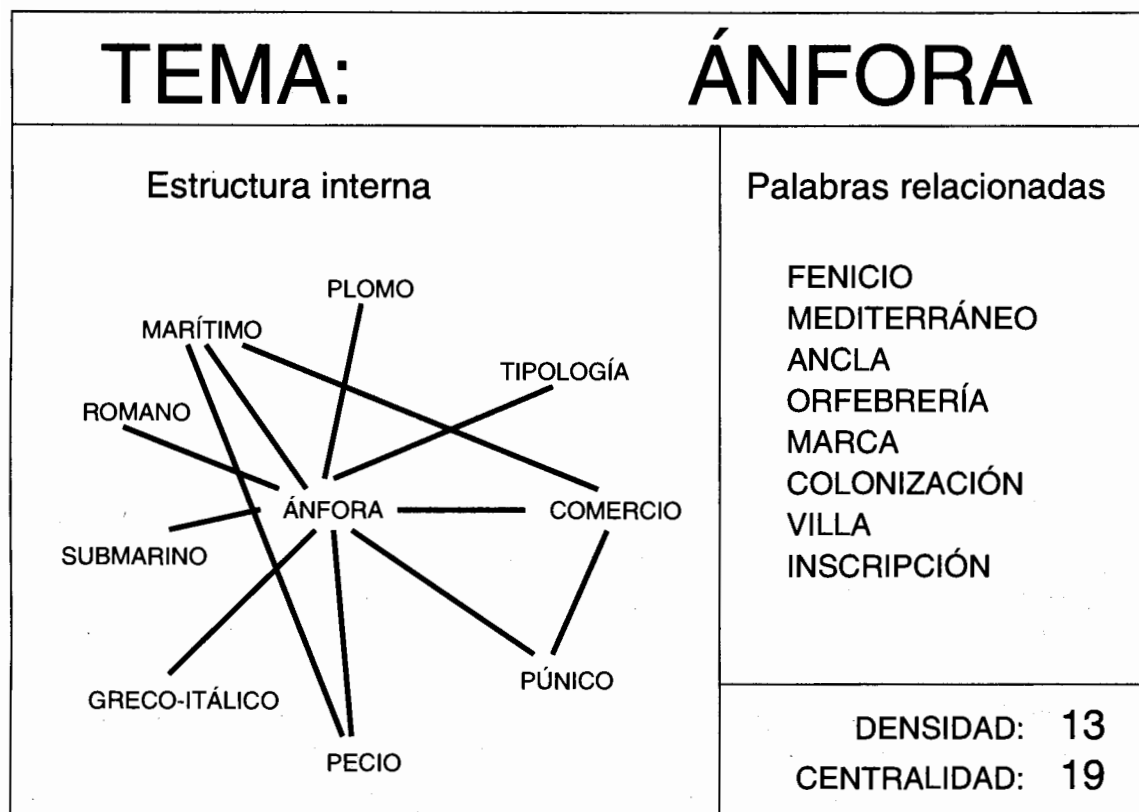 TEMA: ÁNFORA
Estructura interna
PLOMO
MARÍTIMO
TIPOLOGÍA
ROMANO
ÁNFORA
COMERCIO
SUBMARINO
PÚNICO
GRECO-ITÁLICO
PECIO
Palabras relacionadas
FENICIO
MEDITERRÁNEO
ANCLA
ORFEBRERÍA
MARCA
COLONIZACIÓN
VILLA
INSCRIPCIÓN
DENSIDAD: 13
CENTRALIDAD: 19